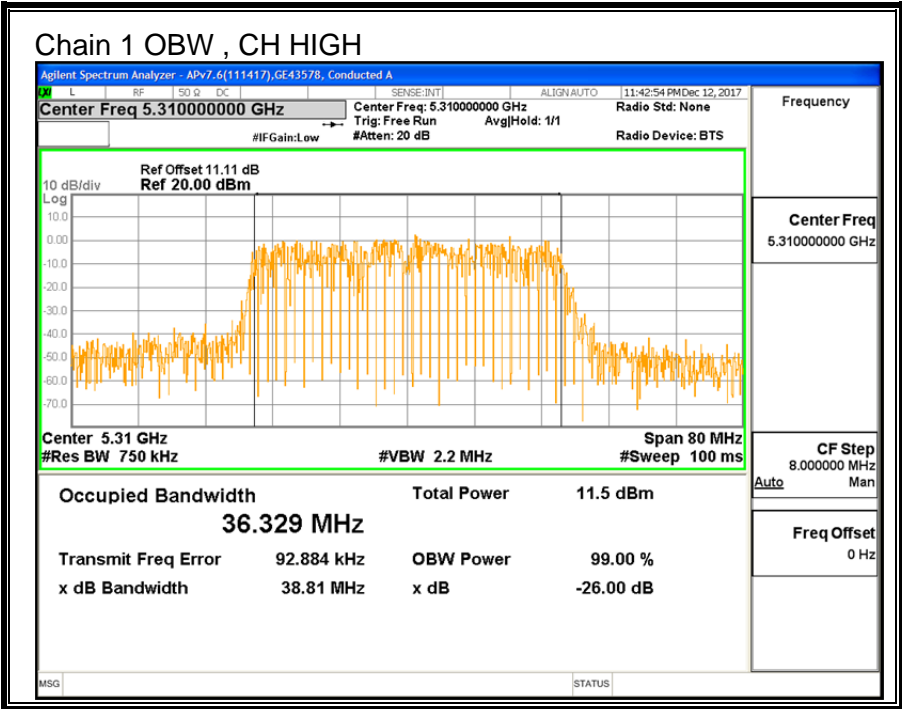 Chain 1 OBW , CH HIGH
Agilent Spectrum Analyzer - APv7.6(111417),GE43578, Conducted A
LXI L RF 50 Ω DC SENSE:INT ALIGN AUTO 11:42:54 PM Dec 12, 2017
Center Freq 5.310000000 GHz
Center Freq: 5.310000000 GHz
Radio Std: None
Trig: Free Run Avg|Hold: 1/1
#IFGain:Low #Atten: 20 dB Radio Device: BTS
Ref Offset 11.11 dB
10 dB/div Ref 20.00 dBm
Log
10.0
0.00
-10.0
-20.0
-30.0
-40.0
-50.0
-60.0
-70.0
Center 5.31 GHz Span 80 MHz
#Res BW 750 kHz #VBW 2.2 MHz #Sweep 100 ms
Occupied Bandwidth Total Power 11.5 dBm
36.329 MHz
Transmit Freq Error 92.884 kHz OBW Power 99.00 %
x dB Bandwidth 38.81 MHz x dB -26.00 dB
MSG STATUS
Frequency
Center Freq
5.310000000 GHz
CF Step
8.000000 MHz
Auto Man
Freq Offset
0 Hz